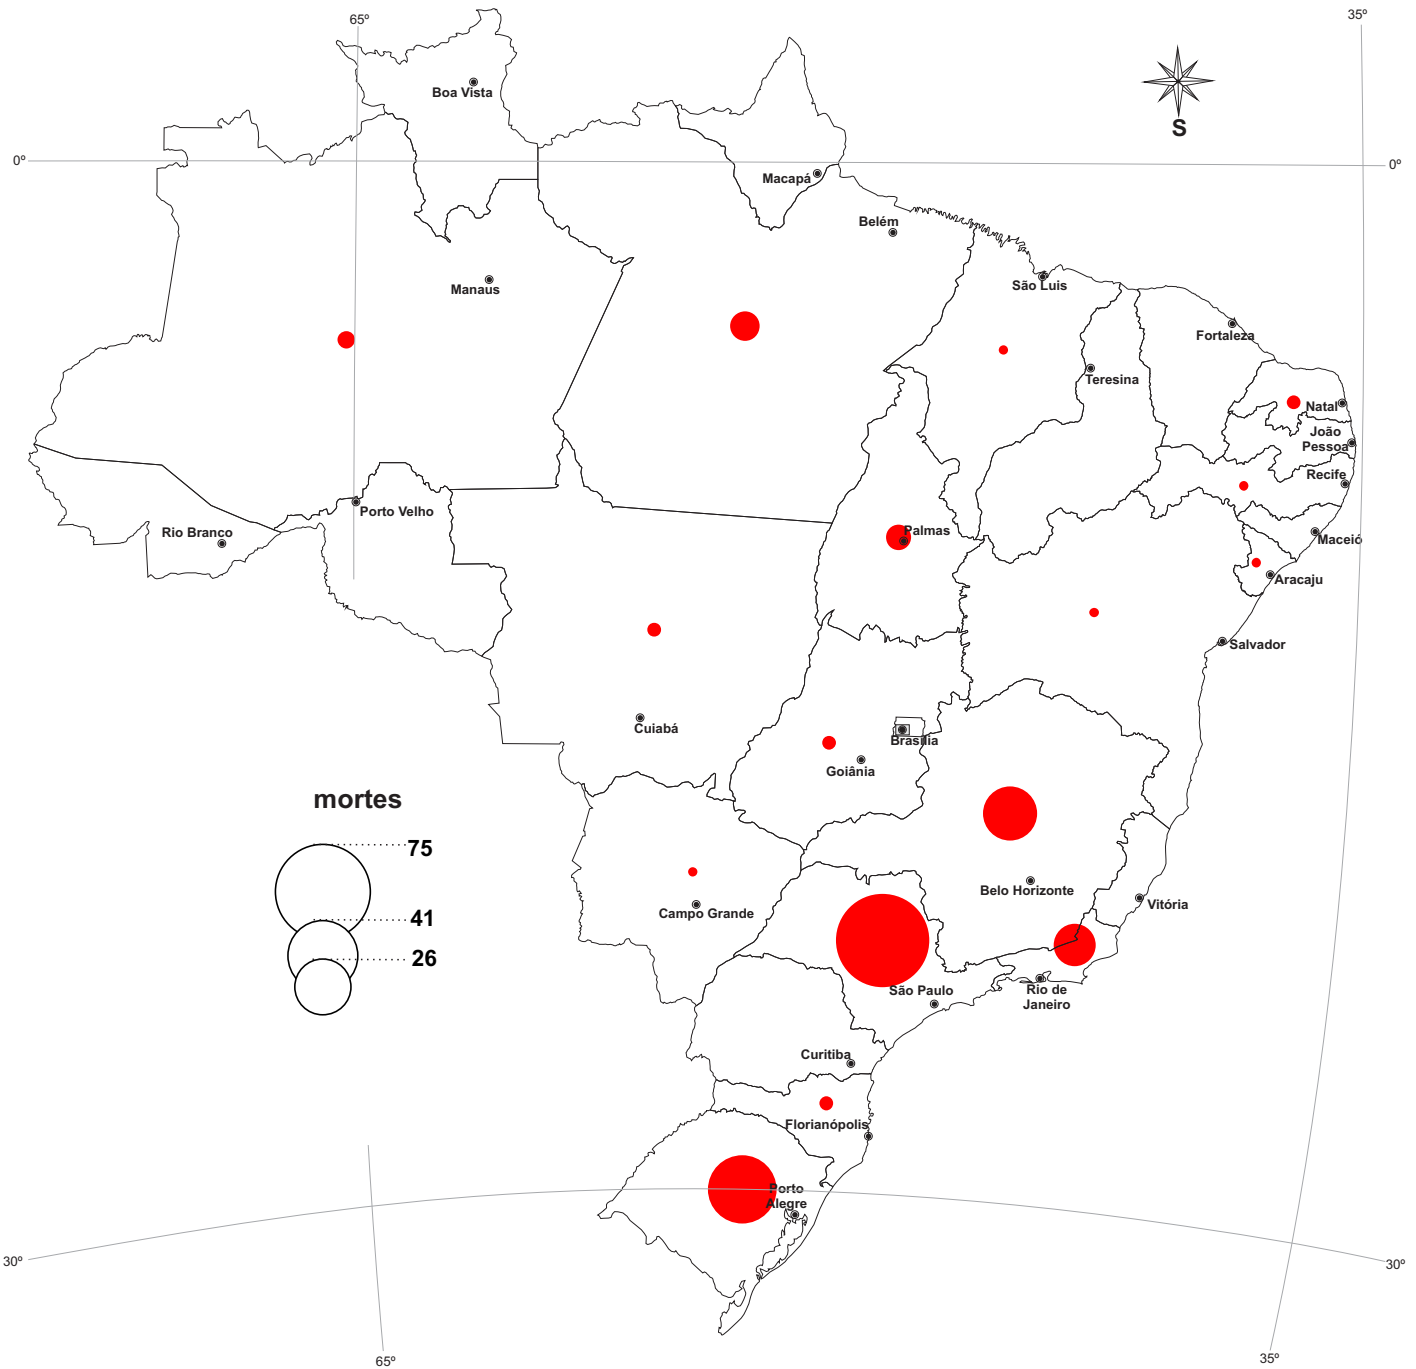 65º
35º
Boa Vista
S
0º
0º
Macapá
Belém
Manaus
São Luis
Fortaleza
Teresina
Natal
João
Pessoa
Recife
Porto Velho
Rio Branco
Palmas
Maceió
Aracaju
Salvador
Cuiabá
Brasília
Goiânia
mortes
75
41
26
Belo Horizonte
Vitória
Campo Grande
São Paulo
Rio de
Janeiro
Curitiba
Florianópolis
Porto
Alegre
30º
30º
65º
35º